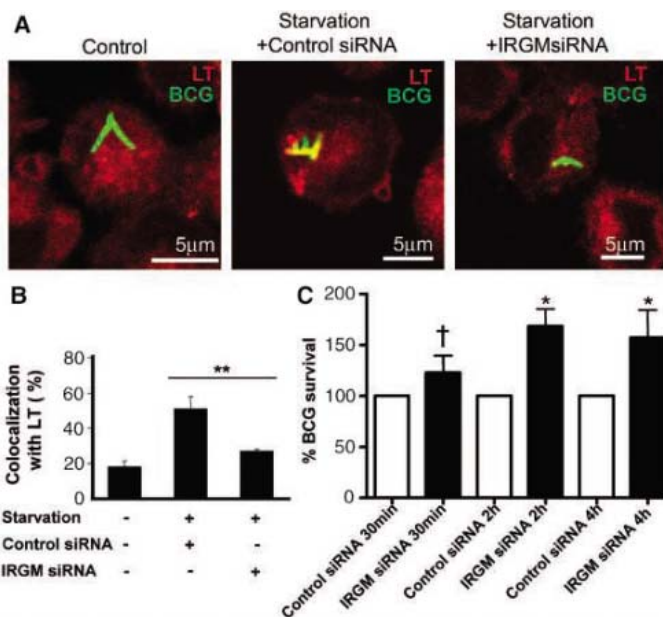 A
Control
Starvation
+Control siRNA
Starvation
+IRGMsiRNA
LT
BCG
5μm
LT
BCG
5μm
LT
BCG
5μm
B
Colocalization
with LT ( %)
80
60
40
20
0
**
Starvation - + +
Control siRNA - + -
IRGM siRNA - - +
C
% BCG survival
200
150
100
50
0
†
*
*
Control siRNA 30min
IRGM siRNA 30min
Control siRNA 2h
IRGM siRNA 2h
Control siRNA 4h
IRGM siRNA 4h